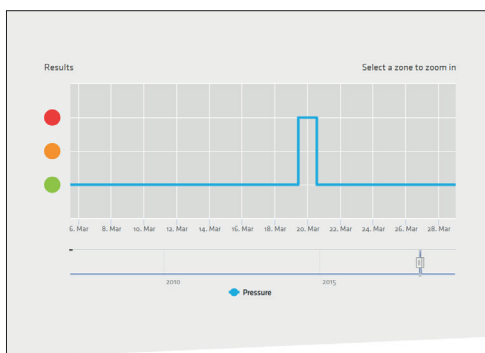 Results
Select a zone to zoom in
6. Mar 8. Mar 10. Mar 12. Mar 14. Mar 16. Mar 18. Mar 20. Mar 22. Mar 24. Mar 26. Mar 28. Mar
2010 2015
Pressure